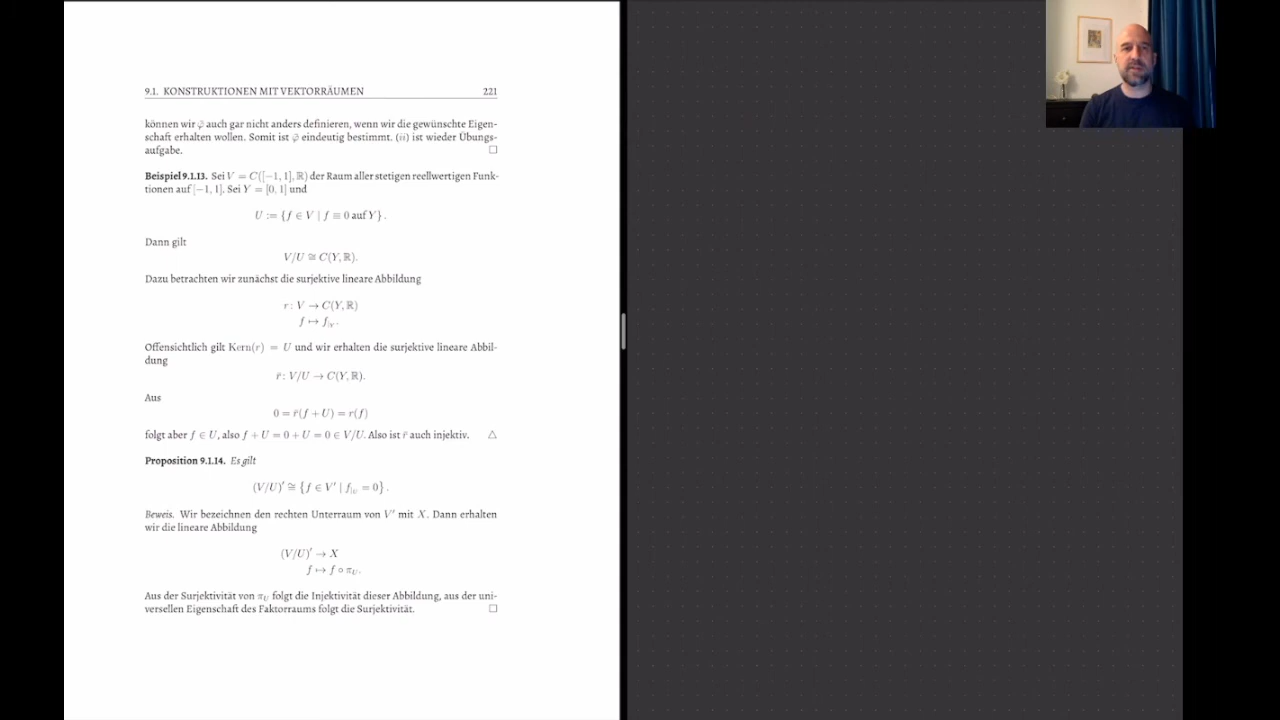 9.1. KONSTRUKTIONEN MIT VEKTORRÄUMEN 221
können wir φ̄ auch gar nicht anders definieren, wenn wir die gewünschte Eigen-
schaft erhalten wollen. Somit ist φ̄ eindeutig bestimmt. (ii) ist wieder Übungs-
aufgabe. □
Beispiel 9.1.13. Sei V = C([−1, 1], ℝ) der Raum aller stetigen reellwertigen Funk-
tionen auf [−1, 1]. Sei Y = [0, 1] und
U := {f ∈ V | f ≡ 0 auf Y} .
Dann gilt
V/U ≅ C(Y, ℝ).
Dazu betrachten wir zunächst die surjektive lineare Abbildung
r : V → C(Y, ℝ)
f ↦ f|Y .
Offensichtlich gilt Kern(r) = U und wir erhalten die surjektive lineare Abbil-
dung
r̄ : V/U → C(Y, ℝ).
Aus
0 = r̄(f + U) = r(f)
folgt aber f ∈ U, also f + U = 0 + U = 0 ∈ V/U. Also ist r̄ auch injektiv. △
Proposition 9.1.14. Es gilt
(V/U)′ ≅ {f ∈ V′ | f|U = 0} .
Beweis. Wir bezeichnen den rechten Unterraum von V′ mit X. Dann erhalten
wir die lineare Abbildung
(V/U)′ → X
f ↦ f ∘ πU.
Aus der Surjektivität von πU folgt die Injektivität dieser Abbildung, aus der uni-
versellen Eigenschaft des Faktorraums folgt die Surjektivität. □